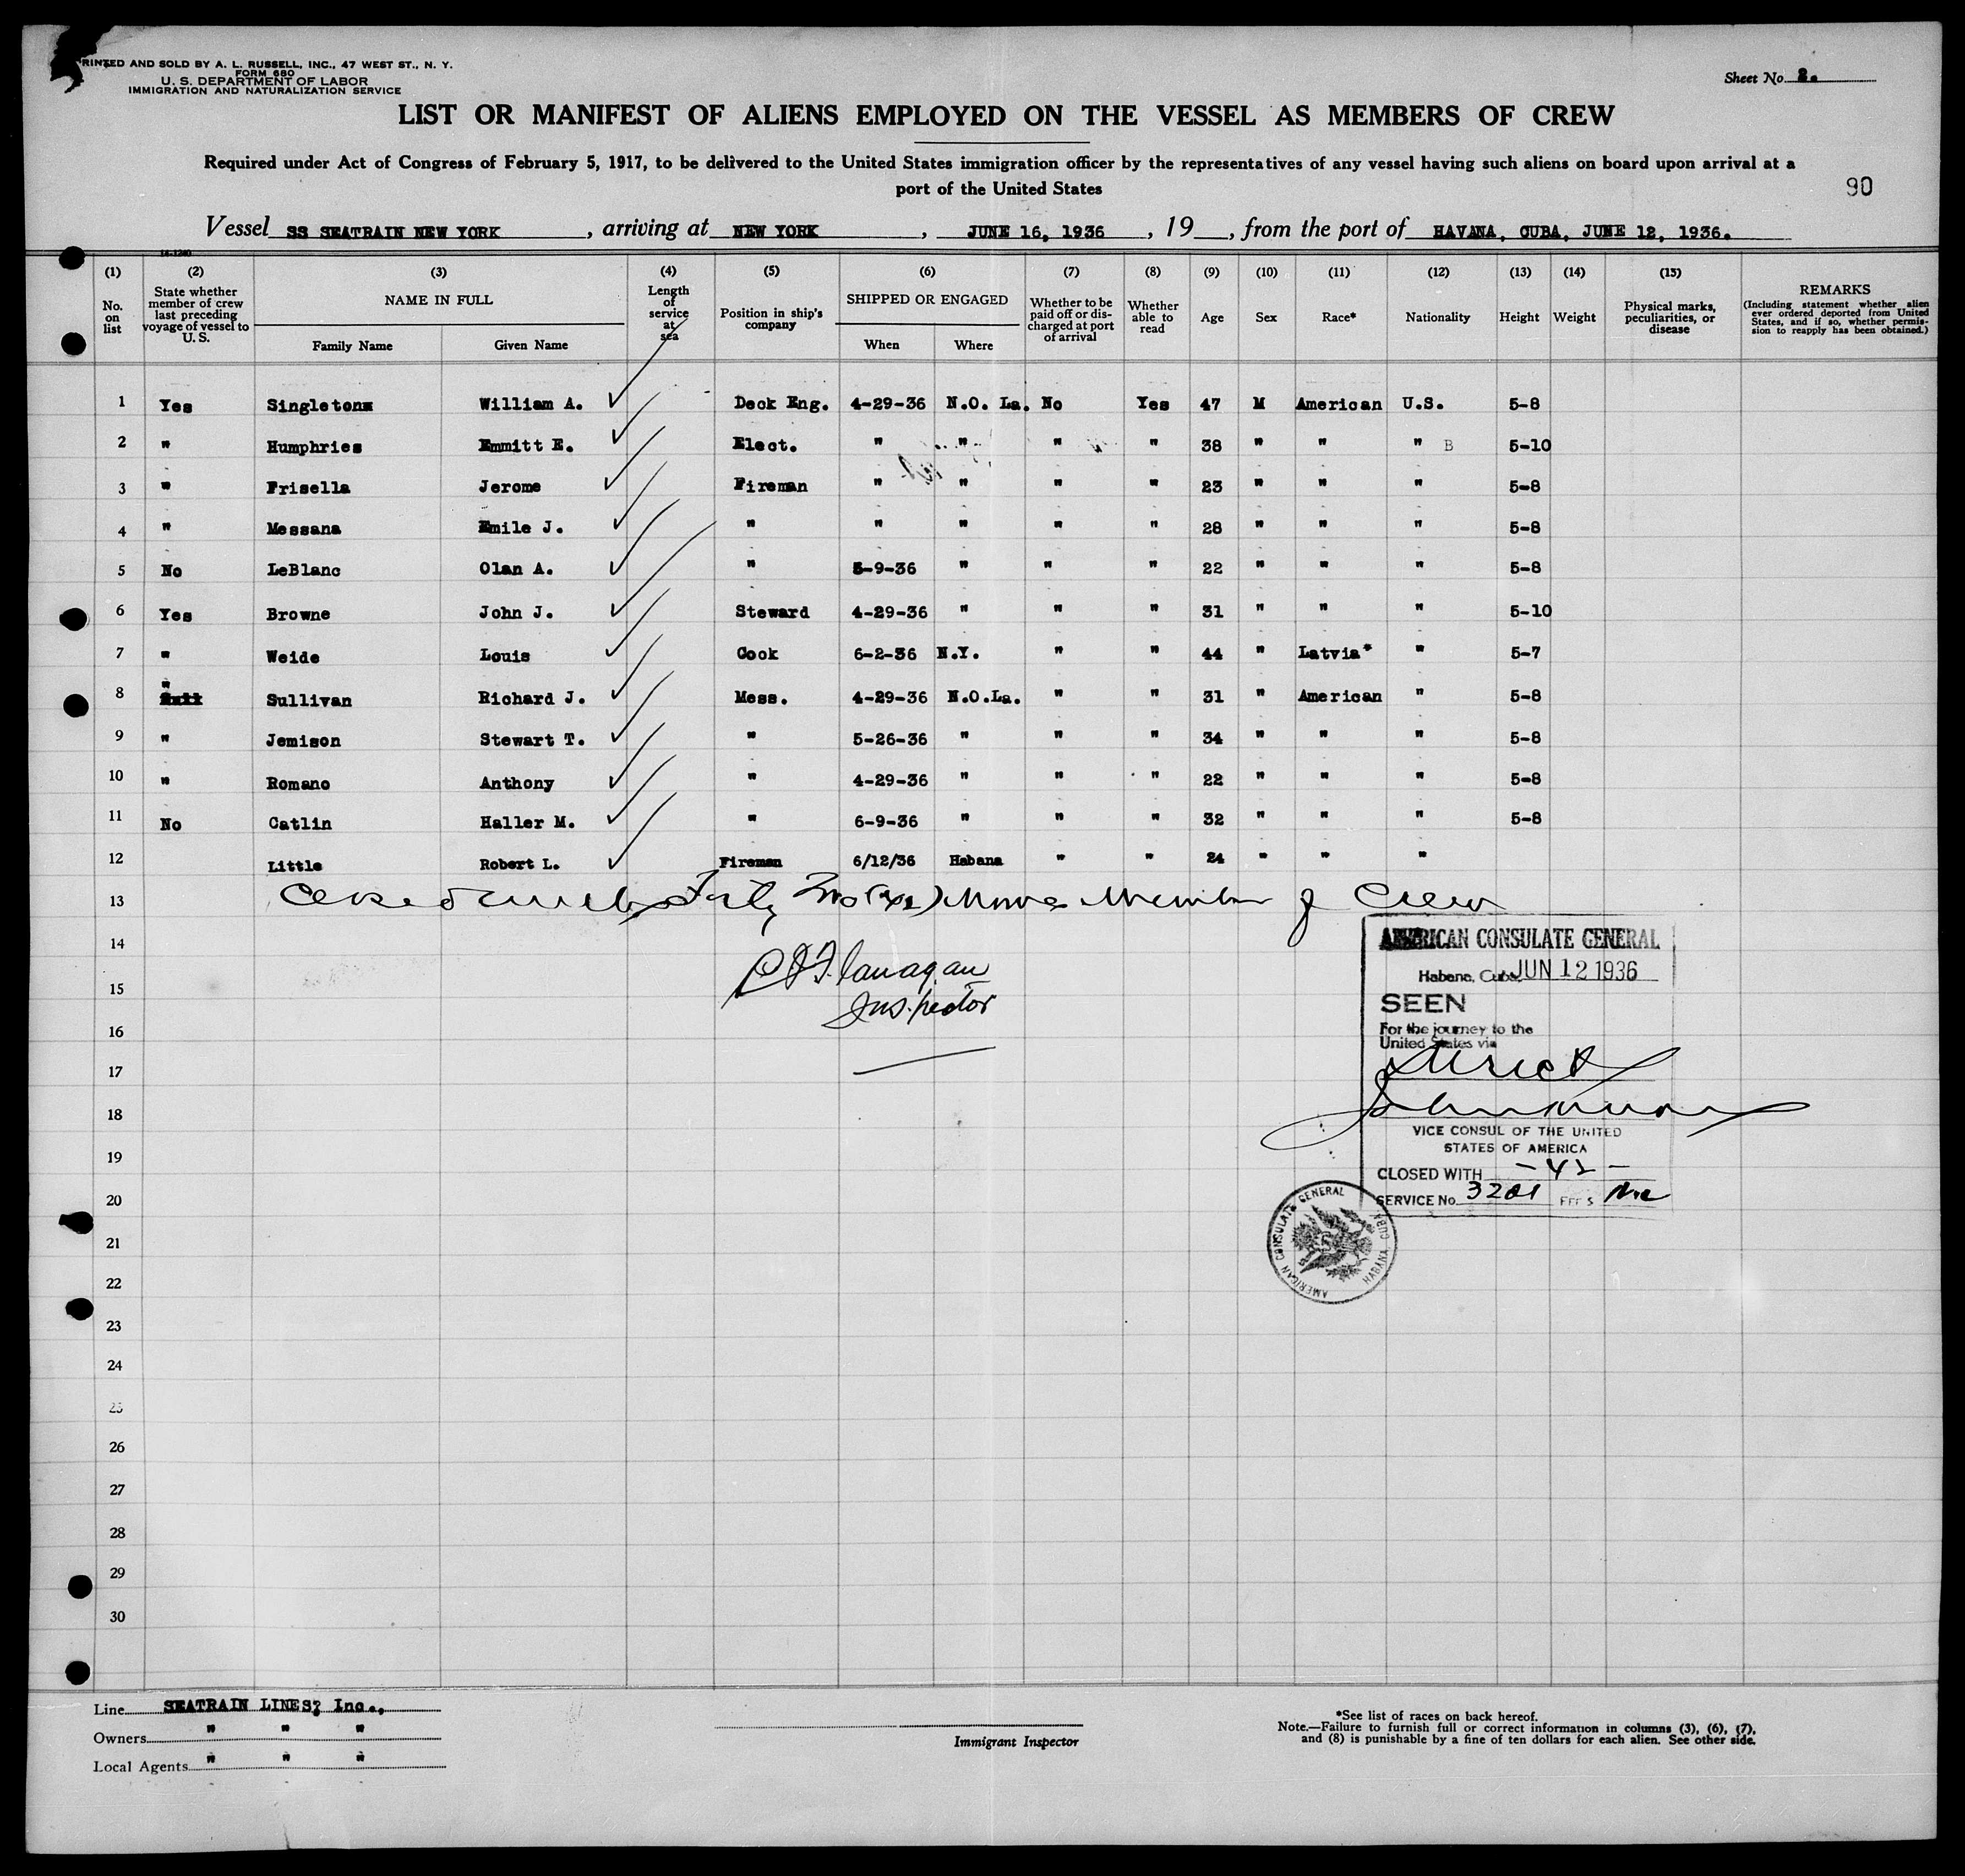 PRINTED AND SOLD BY A. L. RUSSELL, INC., 47 WEST ST., N. Y.
FORM 680
U. S. DEPARTMENT OF LABOR
IMMIGRATION AND NATURALIZATION SERVICE
Sheet No. 2.
LIST OR MANIFEST OF ALIENS EMPLOYED ON THE VESSEL AS MEMBERS OF CREW
Required under Act of Congress of February 5, 1917, to be delivered to the United States immigration officer by the representatives of any vessel having such aliens on board upon arrival at a
port of the United States
90
Vessel SS SEATRAIN NEW YORK, arriving at NEW YORK, JUNE 16, 1936, 19, from the port of HAVANA, CUBA, JUNE 12, 1936.
(1) (2) (3) (4) (5) (6) (7) (8) (9) (10) (11) (12) (13) (14) (15)
No. on list State whether member of crew last preceding voyage of vessel to U.S. NAME IN FULL Family Name Given Name Length of service at sea Position in ship's company SHIPPED OR ENGAGED When Where Whether to be paid off or discharged at port of arrival Whether able to read Age Sex Race* Nationality Height Weight Physical marks, peculiarities, or disease REMARKS (Including statement whether alien ever ordered deported from United States, and if so, whether permission to reapply has been obtained.)
1 Yes Singleton William A. Deck Eng. 4-29-36 N.O. La. No Yes 47 M American U.S. 5-8
2 " Humphries Emmitt E. Elect. " " " " 38 " " " B 5-10
3 " Frisella Jerome Fireman " " " " 23 " " " 5-8
4 " Messana Emile J. " " " " " 28 " " " 5-8
5 No LeBlanc Olan A. " 5-9-36 " " " 22 " " " 5-8
6 Yes Browne John J. Steward 4-29-36 " " " 31 " " " 5-10
7 " Weide Louis Cook 6-2-36 N.Y. " " 44 " Latvia* " 5-7
8 " Sullivan Richard J. Mess. 4-29-36 N.O.La. " " 31 " American " 5-8
9 " Jemison Stewart T. " 5-26-36 " " " 34 " " " 5-8
10 " Romano Anthony " 4-29-36 " " " 22 " " " 5-8
11 No Catlin Haller M. " 6-9-36 " " " 32 " " " 5-8
12 Little Robert L. Fireman 6/12/36 Habana " " 24 " " "
13 Closed with Forty Two (42) Members of Crew
14
15
16
17
18
19
20
21
22
23
24
25
26
27
28
29
30
C J Flanagan
Inspector
AMERICAN CONSULATE GENERAL
Habana, Cuba JUN 12 1936
SEEN
For the journey to the
United States via
Direct
VICE CONSUL OF THE UNITED
STATES OF AMERICA
CLOSED WITH -42-
SERVICE No. 3201 FEES
AMERICAN CONSULATE GENERAL HABANA CUBA
Line SEATRAIN LINES, Inc.,
Owners " " "
Local Agents " " "
Immigrant Inspector
*See list of races on back hereof.
Note.—Failure to furnish full or correct information in columns (3), (6), (7),
and (8) is punishable by a fine of ten dollars for each alien. See other side.